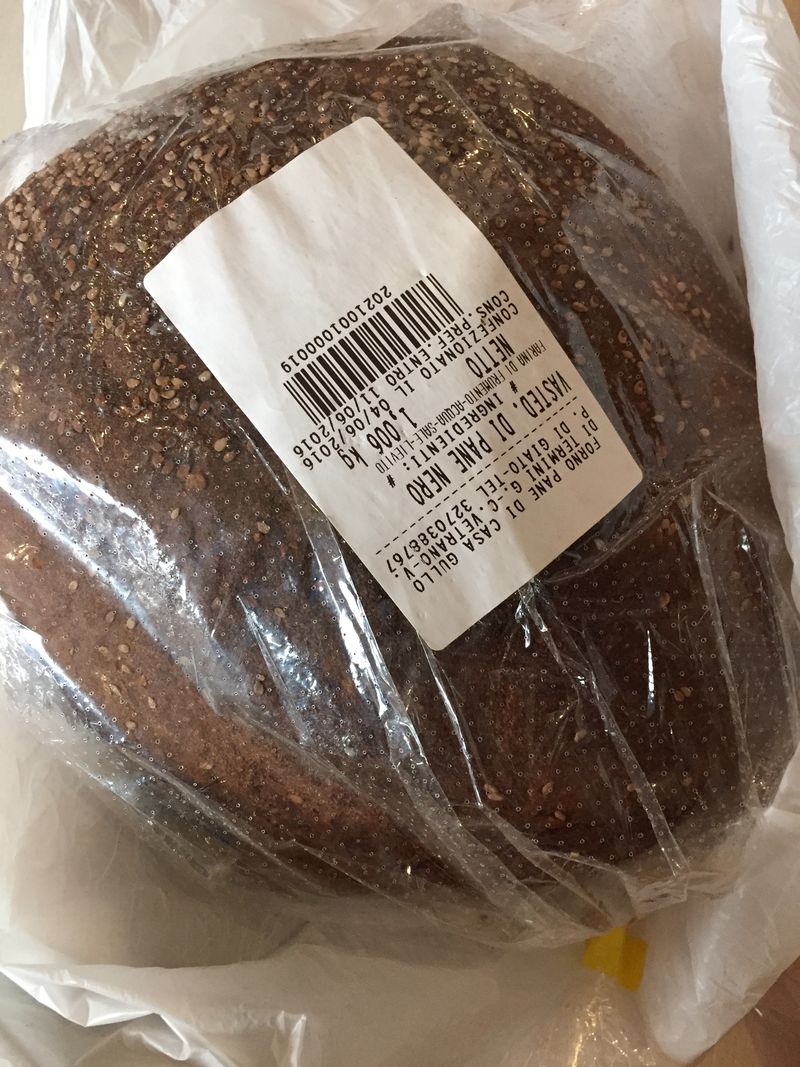 FORNO PANE DI CASA GULLO
DI TERMINI G.-C.VETRANO-V.
P. DI GIATO-TEL 3270388767
VASTED. DI PANE NERO
# INGREDIENTI: #
FARINA DI FRUMENTO-ACQUA-SALE-LIEVITO
NETTO 1,006 kg
CONFEZIONATO IL 04/06/2016
CONS.PREF ENTRO 11/06/2016
2021001000019